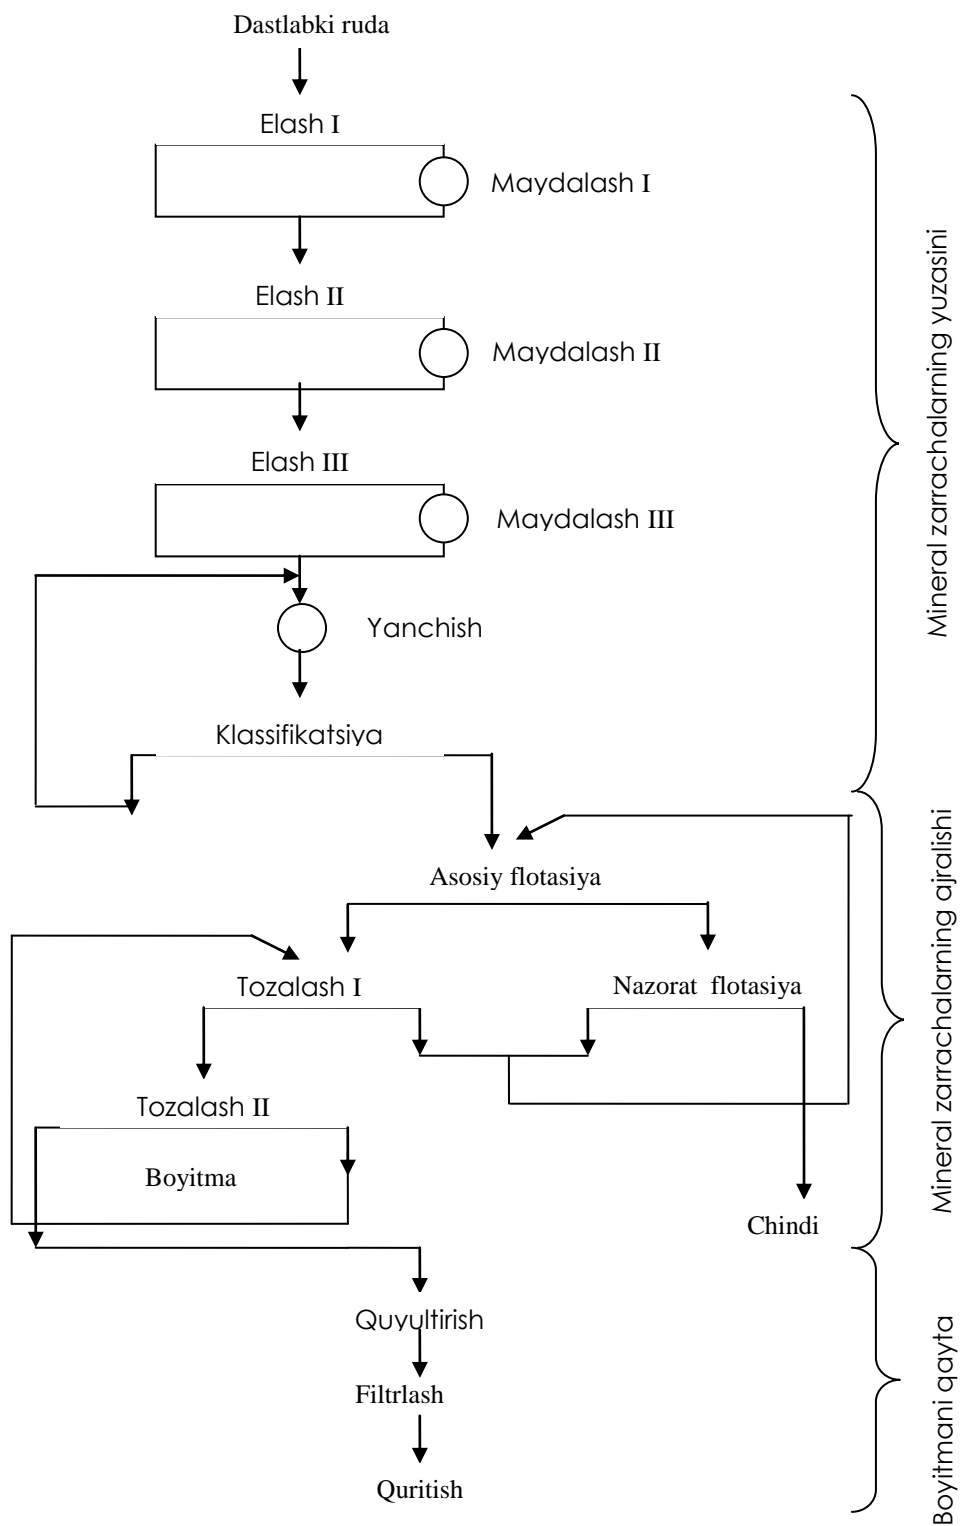 Dastlabki ruda
Elash I
Maydalash I
Elash II
Maydalash II
Elash III
Maydalash III
Yanchish
Klassifikatsiya
Asosiy flotasiya
Tozalash I
Nazorat flotasiya
Tozalash II
Boyitma
Chindi
Quyultirish
Filtrlash
Quritish
Mineral zarrachalarning yuzasini
Mineral zarrachalarning ajralishi
Boyitmani qayta